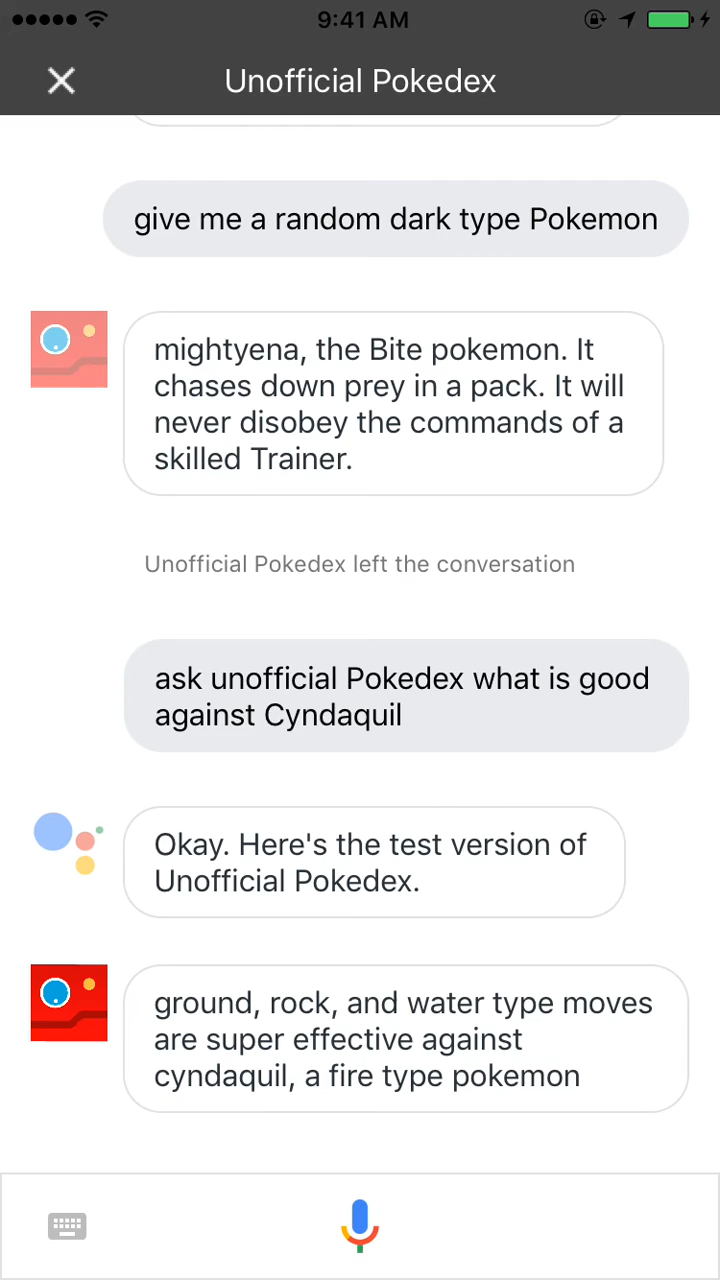 9:41 AM
Unofficial Pokedex
give me a random dark type Pokemon
mightyena, the Bite pokemon. It
chases down prey in a pack. It will
never disobey the commands of a
skilled Trainer.
Unofficial Pokedex left the conversation
ask unofficial Pokedex what is good
against Cyndaquil
Okay. Here's the test version of
Unofficial Pokedex.
ground, rock, and water type moves
are super effective against
cyndaquil, a fire type pokemon